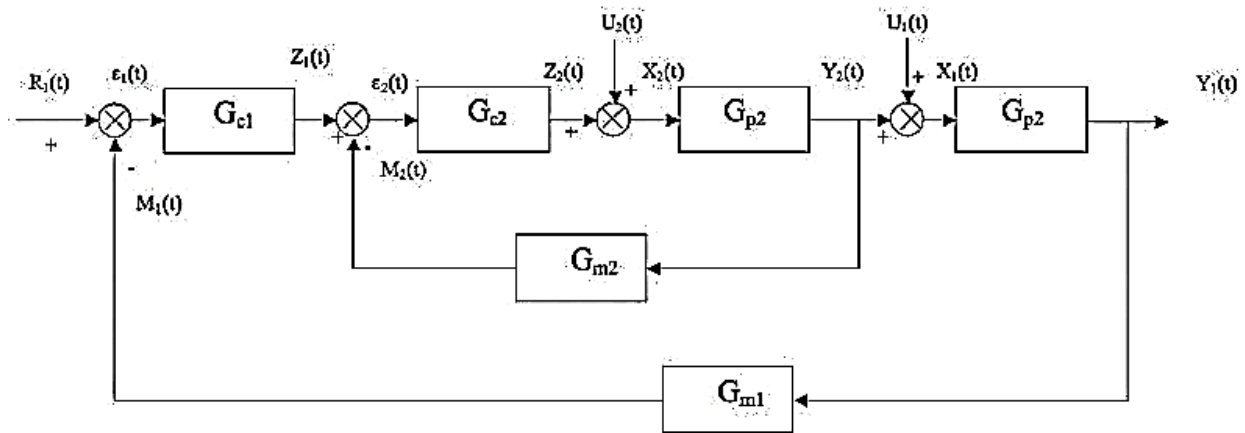 U₂(t)
U₁(t)
R₁(t)
ε₁(t)
Z₁(t)
ε₂(t)
Z₂(t)
X₂(t)
Y₂(t)
X₁(t)
Y₁(t)
G_c1
G_c2
G_p2
G_p2
+
-
+
-
+
+
+
+
M₁(t)
M₂(t)
G_m2
G_m1